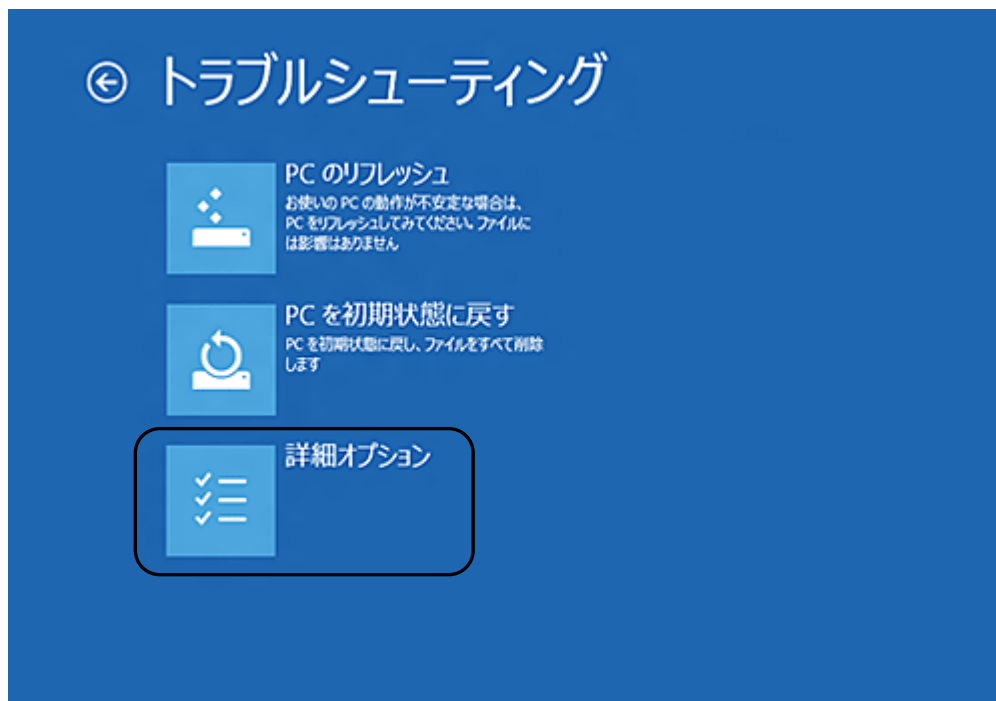 トラブルシューティング
PC のリフレッシュ
お使いの PC の動作が不安定な場合は、
PC をリフレッシュしてみてください。ファイルに
は影響はありません
PC を初期状態に戻す
PC を初期状態に戻し、ファイルをすべて削除
します
詳細オプション